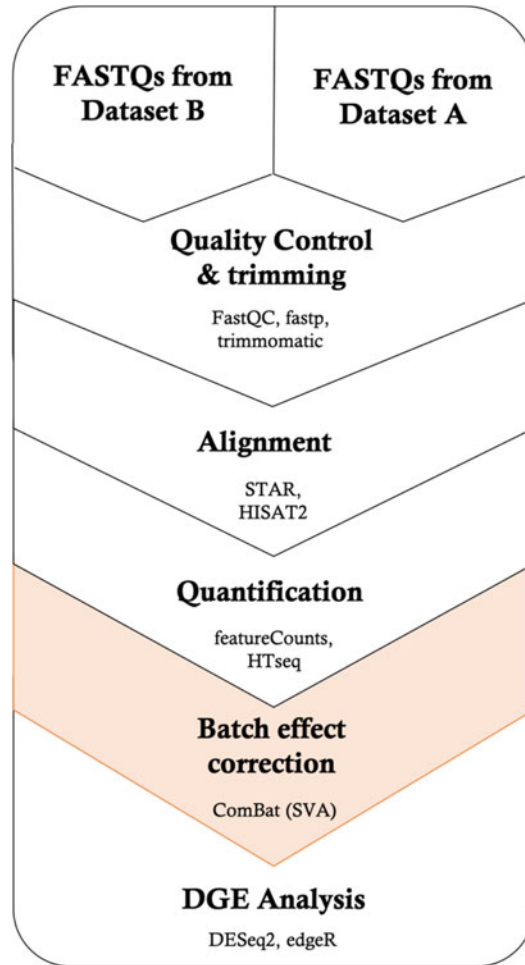 FASTQs from
Dataset B
FASTQs from
Dataset A
Quality Control
& trimming
FastQC, fastp,
trimmomatic
Alignment
STAR,
HISAT2
Quantification
featureCounts,
HTseq
Batch effect
correction
ComBat (SVA)
DGE Analysis
DESeq2, edgeR